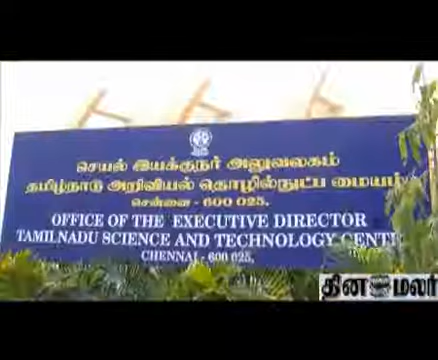 செயல் இயக்குநர் அலுவலகம்
தமிழ்நாடு அறிவியல் தொழில்நுட்ப மையம்
சென்னை - 600 025.
OFFICE OF THE EXECUTIVE DIRECTOR
TAMILNADU SCIENCE AND TECHNOLOGY CENT
CHENNAI - 600 025.
தினமலர்